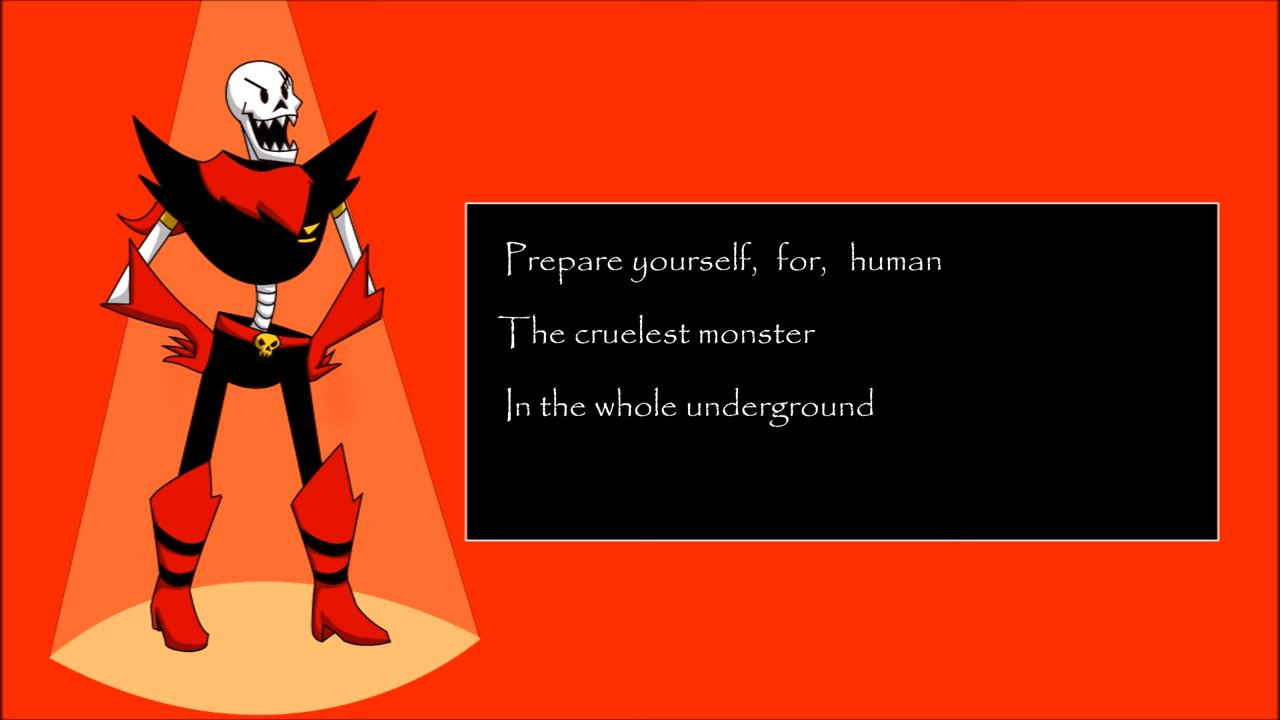 Prepare yourself, for, human
The cruelest monster
In the whole underground